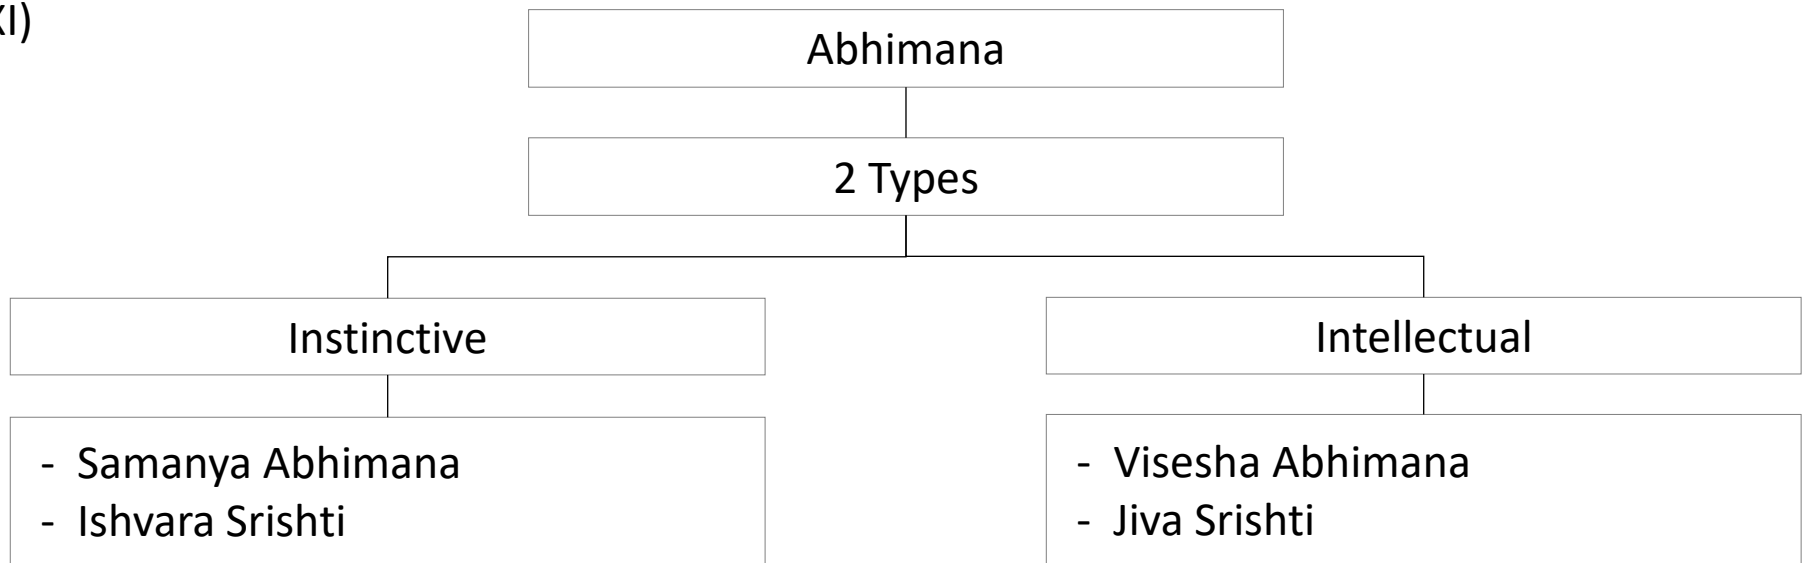 XI)
Abhimana
2 Types
Instinctive
Intellectual
- Samanya Abhimana
- Ishvara Srishti
- Visesha Abhimana
- Jiva Srishti